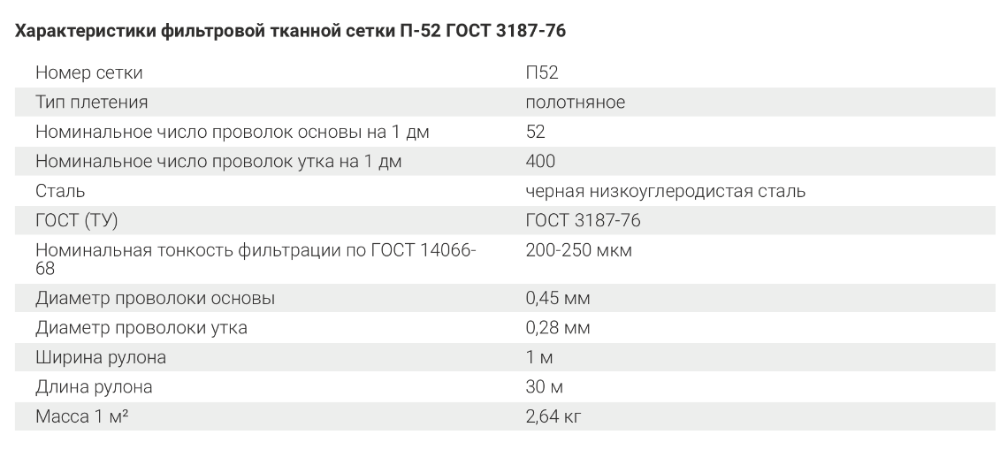 Характеристики фильтровой тканной сетки П-52 ГОСТ 3187-76
Номер сетки П52
Тип плетения полотняное
Номинальное число проволок основы на 1 дм 52
Номинальное число проволок утка на 1 дм 400
Сталь черная низкоуглеродистая сталь
ГОСТ (ТУ) ГОСТ 3187-76
Номинальная тонкость фильтрации по ГОСТ 14066- 200-250 мкм
68
Диаметр проволоки основы 0,45 мм
Диаметр проволоки утка 0,28 мм
Ширина рулона 1 м
Длина рулона 30 м
Масса 1 м² 2,64 кг